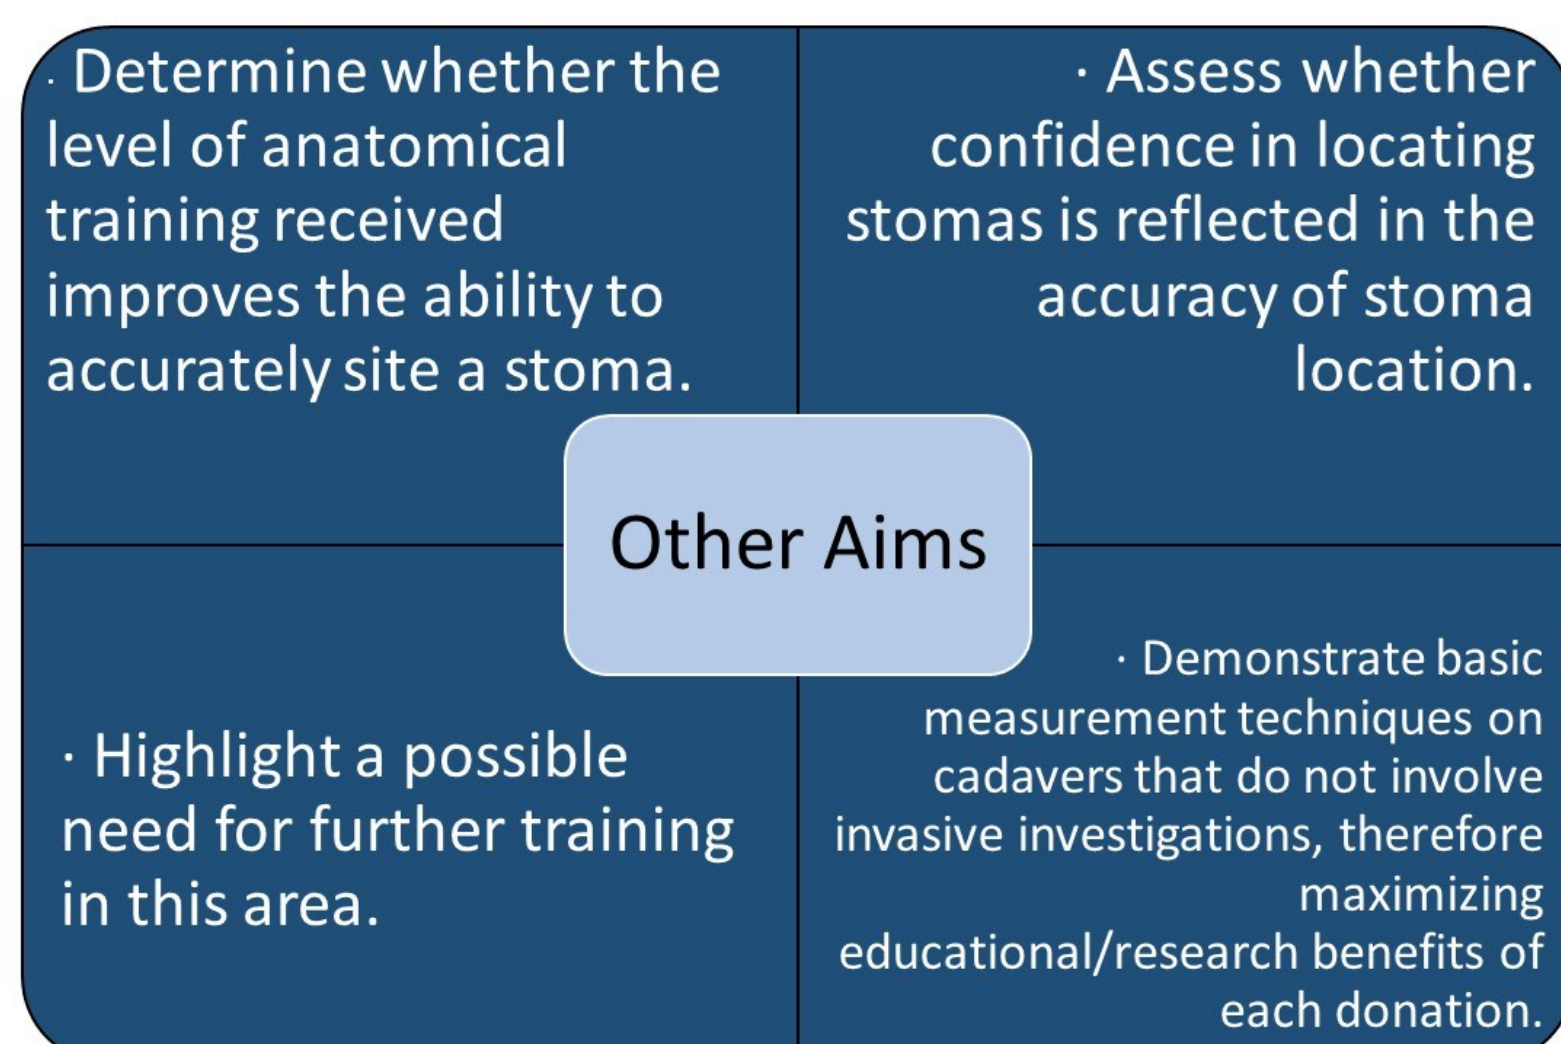 · Determine whether the
level of anatomical
training received
improves the ability to
accurately site a stoma.
· Assess whether
confidence in locating
stomas is reflected in the
accuracy of stoma
location.
Other Aims
· Highlight a possible
need for further training
in this area.
· Demonstrate basic
measurement techniques on
cadavers that do not involve
invasive investigations, therefore
maximizing
educational/research benefits of
each donation.